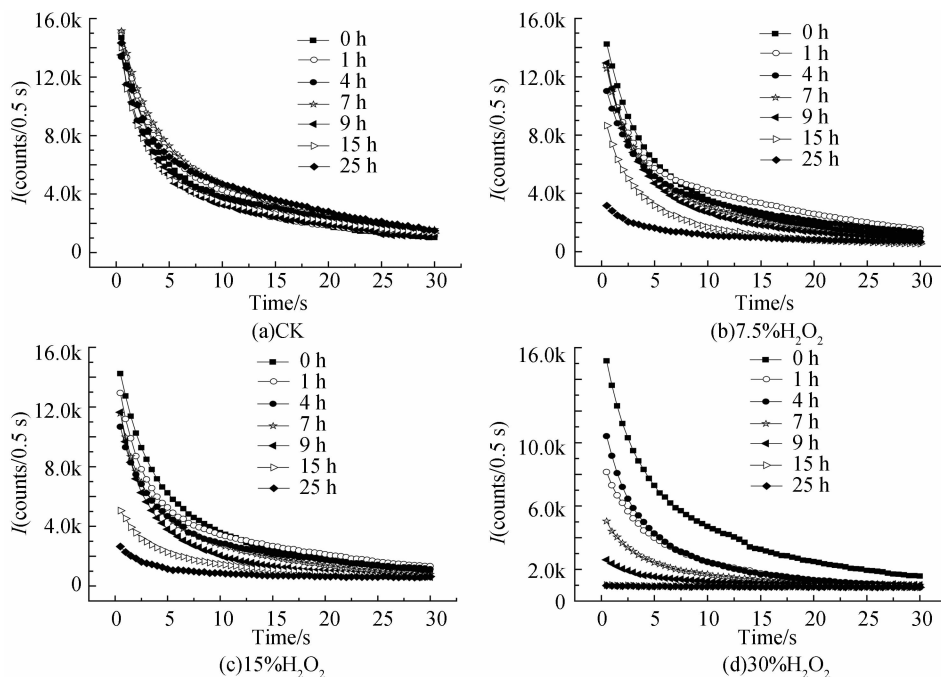 16.0k
12.0k
8.0k
4.0k
0
I(counts/0.5 s)
0 h
1 h
4 h
7 h
9 h
15 h
25 h
0 5 10 15 20 25 30
Time/s
(a)CK
16.0k
12.0k
8.0k
4.0k
0
I(counts/0.5 s)
0 h
1 h
4 h
7 h
9 h
15 h
25 h
0 5 10 15 20 25 30
Time/s
(b)7.5%H₂O₂
16.0k
12.0k
8.0k
4.0k
0
I(counts/0.5 s)
0 h
1 h
4 h
7 h
9 h
15 h
25 h
0 5 10 15 20 25 30
Time/s
(c)15%H₂O₂
16.0k
10.0k
6.0k
2.0k
0
I(counts/0.5 s)
0 h
1 h
4 h
7 h
9 h
15 h
25 h
0 5 10 15 20 25 30
Time/s
(d)30%H₂O₂